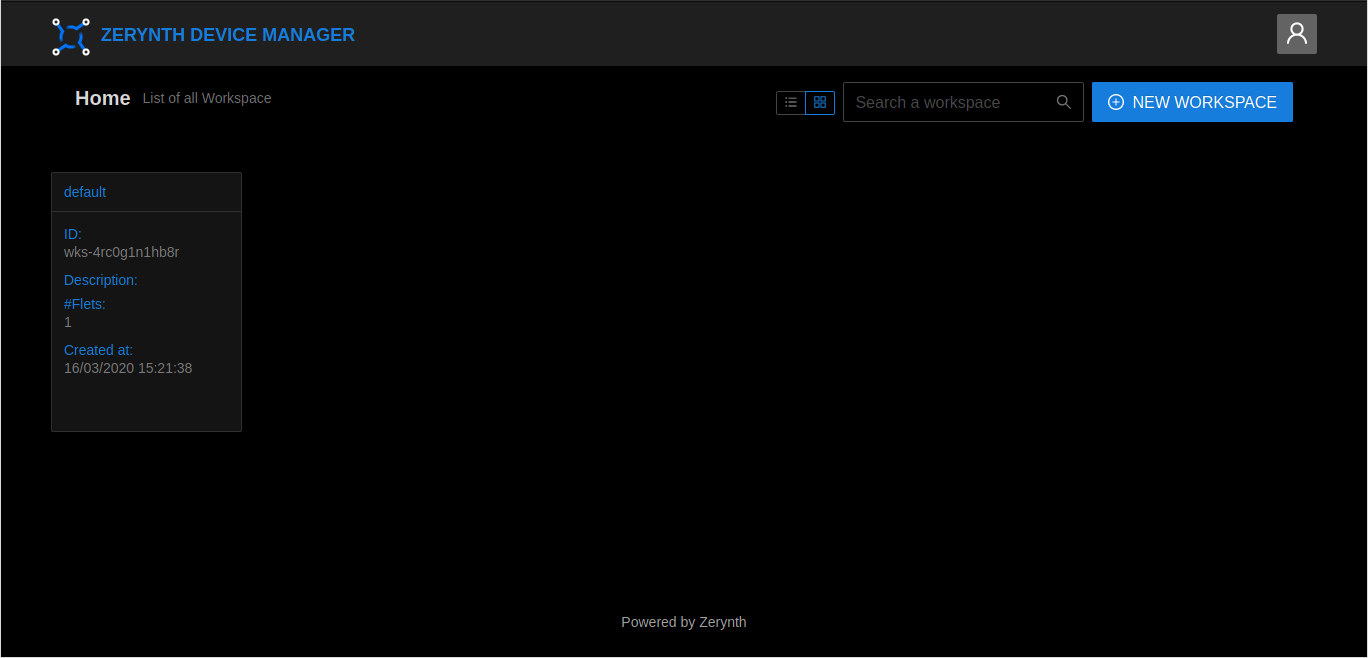 ZERYNTH DEVICE MANAGER
Home List of all Workspace
Search a workspace
NEW WORKSPACE
default
ID:
wks-4rc0g1n1hb8r
Description:
#Flets:
1
Created at:
16/03/2020 15:21:38
Powered by Zerynth